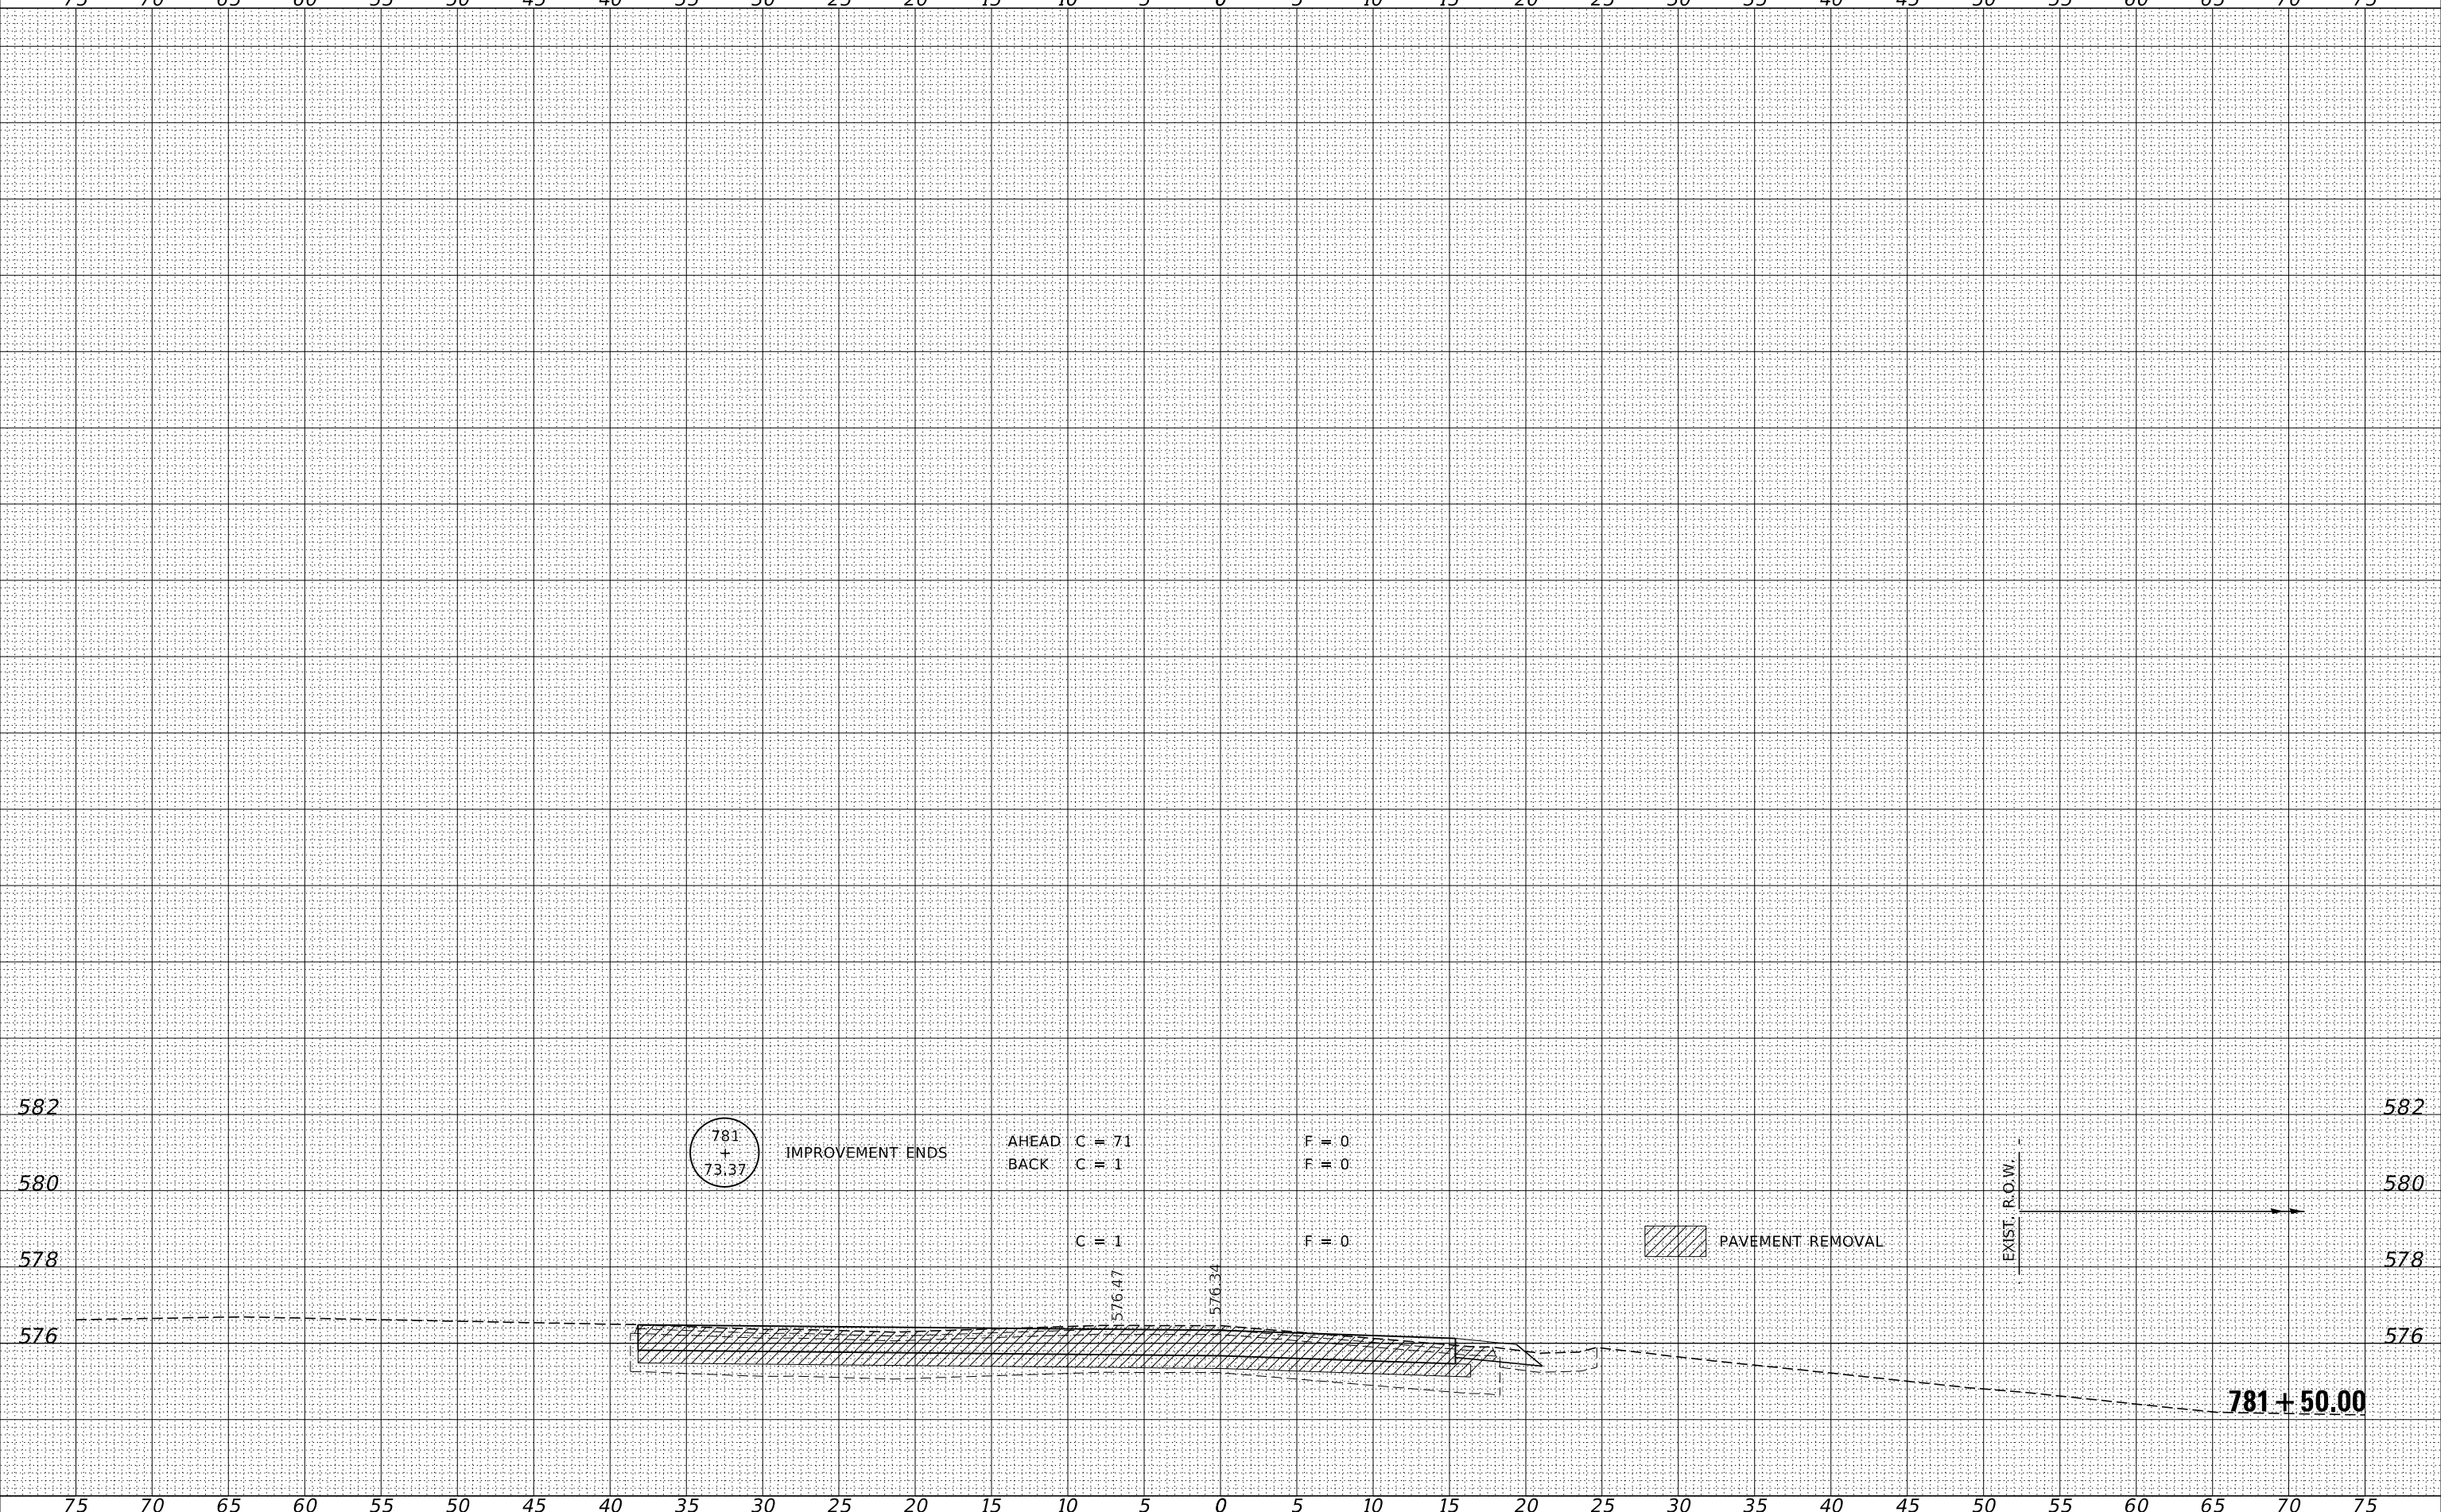 75 70 65 60 55 50 45 40 35 30 25 20 15 10 5 0 5 10 15 20 25 30 35 40 45 50 55 60 65 70 75
582 582
781
+
73.37
IMPROVEMENT ENDS
AHEAD C = 71 F = 0
BACK C = 1 F = 0
580 580
EXIST. R.O.W.
C = 1 F = 0
PAVEMENT REMOVAL
578 578
576.47
576.34
576 576
781+50.00
75 70 65 60 55 50 45 40 35 30 25 20 15 10 5 0 5 10 15 20 25 30 35 40 45 50 55 60 65 70 75